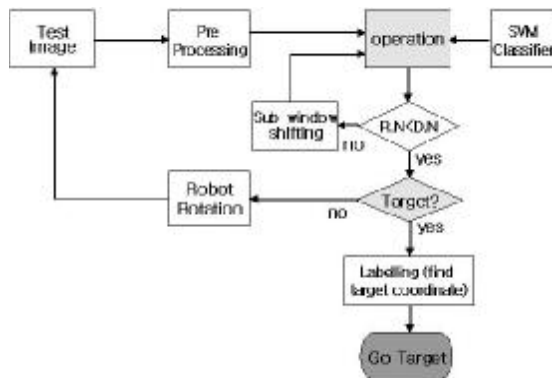 Test
Image
Pre
Processing
operation
SVM
Classifier
Sub window
shifting
R.N<D.N
no
yes
Robot
Rotation
no
Target?
yes
Labelling (find
target coordinate)
Go Target